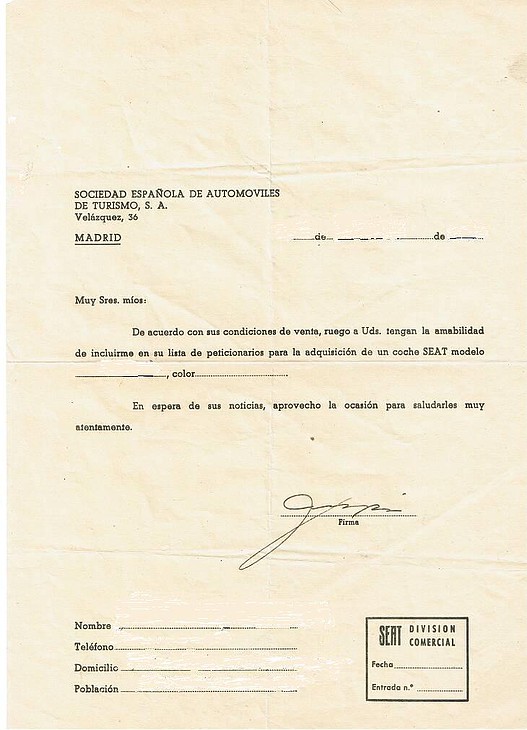 SOCIEDAD ESPAÑOLA DE AUTOMOVILES
DE TURISMO, S. A.
Velázquez, 36
MADRID
de de
Muy Sres. míos:
De acuerdo con sus condiciones de venta, ruego a Uds. tengan la amabilidad
de incluirme en su lista de peticionarios para la adquisición de un coche SEAT modelo
, color
En espera de sus noticias, aprovecho la ocasión para saludarles muy
atentamente.
Firma
Nombre
Teléfono
Domicilio
Población
SEAT DIVISION
COMERCIAL
Fecha
Entrada n.º